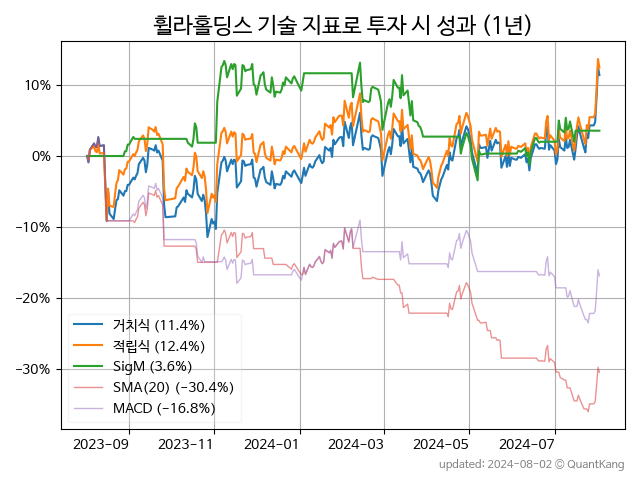 휠라홀딩스 기술 지표로 투자 시 성과 (1년)
10%
0%
−10%
−20%
−30%
거치식 (11.4%)
적립식 (12.4%)
SigM (3.6%)
SMA(20) (−30.4%)
MACD (−16.8%)
2023-09
2023-11
2024-01
2024-03
2024-05
2024-07
updated: 2024-08-02 © QuantKang